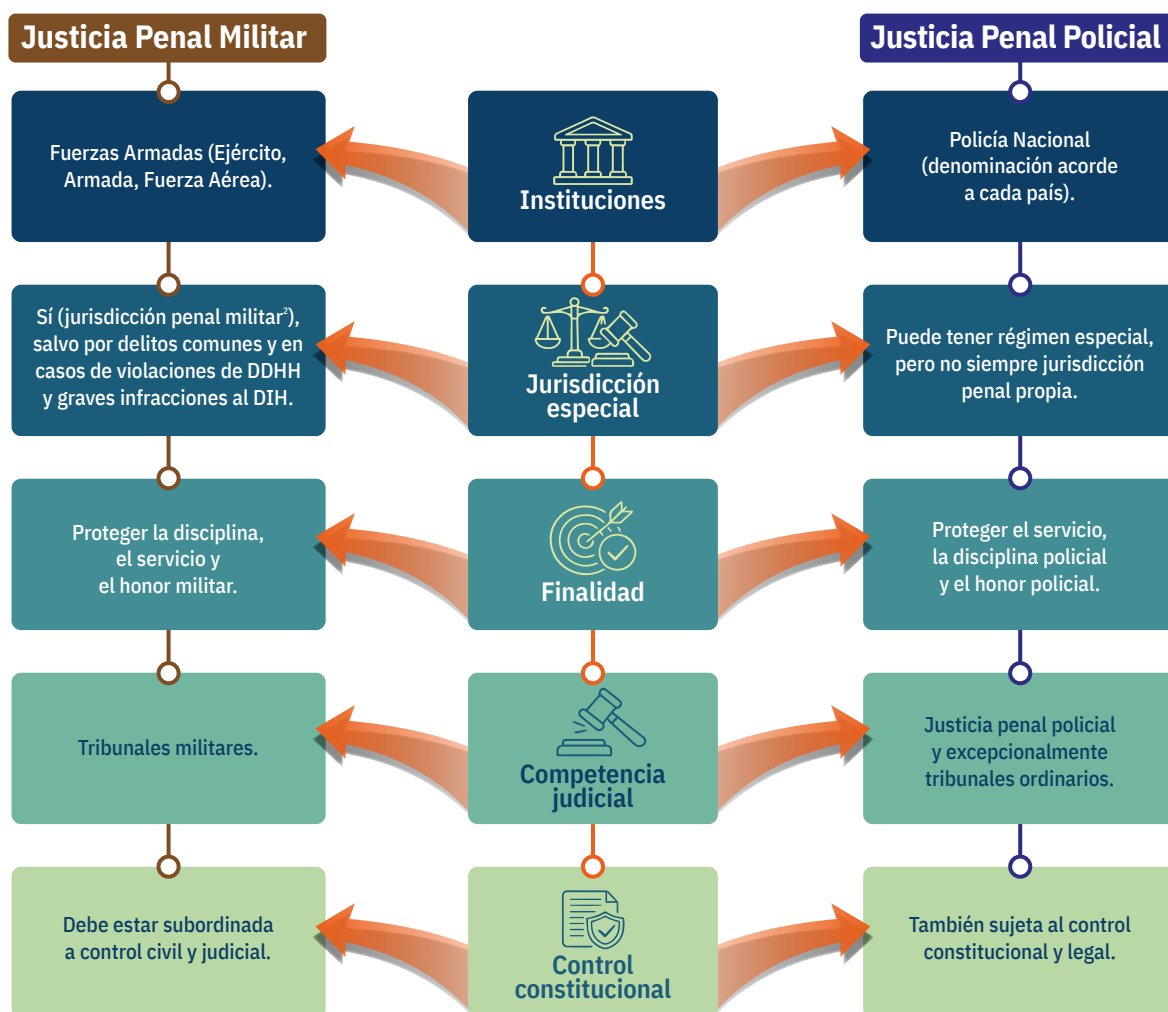 Justicia Penal Militar
Justicia Penal Policial
Fuerzas Armadas (Ejército,
Armada, Fuerza Aérea).
Instituciones
Policía Nacional
(denominación acorde
a cada país).
Sí (jurisdicción penal militar²),
salvo por delitos comunes y en
casos de violaciones de DDHH
y graves infracciones al DIH.
Jurisdicción
especial
Puede tener régimen especial,
pero no siempre jurisdicción
penal propia.
Proteger la disciplina,
el servicio y
el honor militar.
Finalidad
Proteger el servicio,
la disciplina policial
y el honor policial.
Tribunales militares.
Competencia
judicial
Justicia penal policial
y excepcionalmente
tribunales ordinarios.
Debe estar subordinada
a control civil y judicial.
Control
constitucional
También sujeta al control
constitucional y legal.